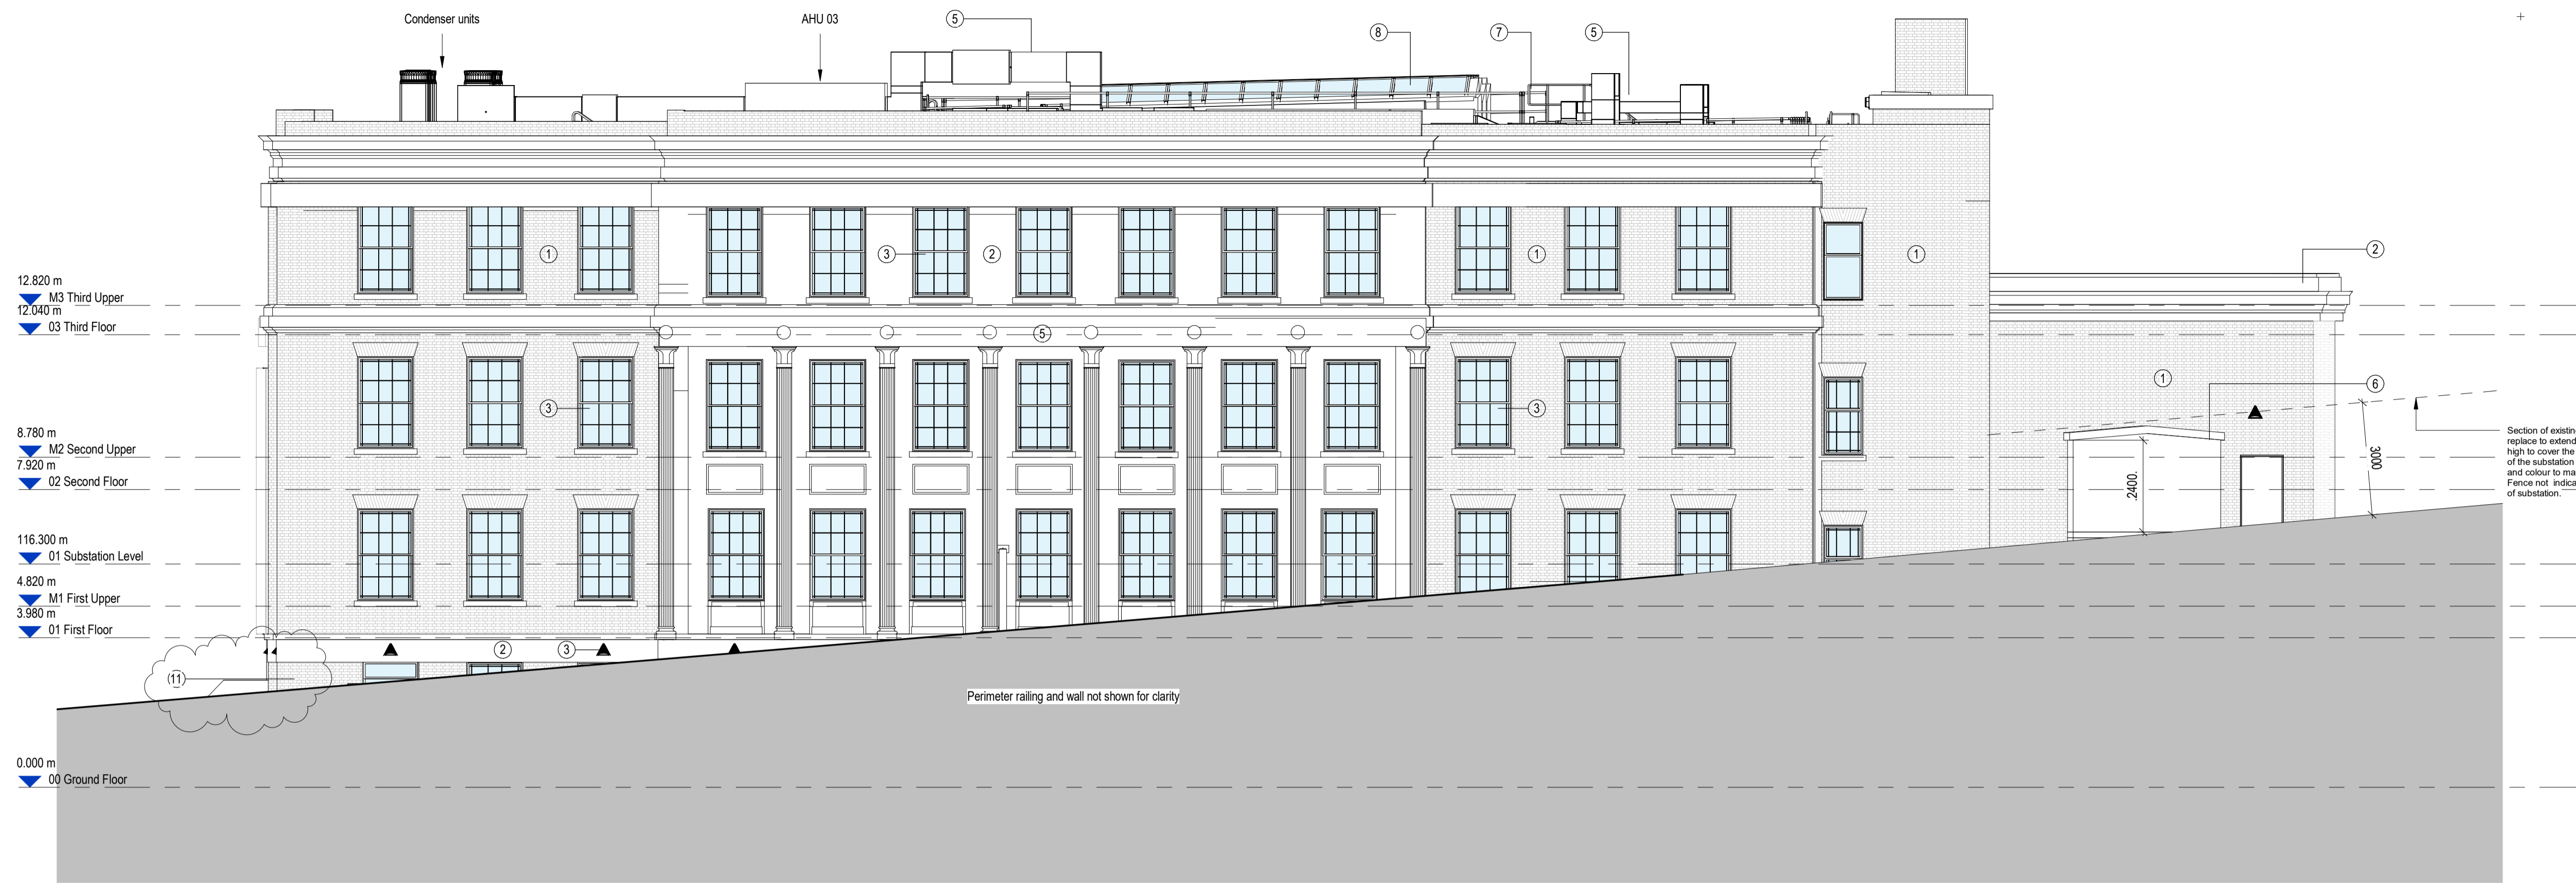 Condenser units
AHU 03
5
8
7
5
2
1
3
2
1
1
12.820 m
M3 Third Upper
12.040 m
03 Third Floor
5
1
6
3
3
8.780 m
M2 Second Upper
7.920 m
02 Second Floor
.2400.
3000
Section of existin
replace to extend
high to cover the
of the substation
and colour to ma
Fence not indica
of substation.
116.300 m
01 Substation Level
4.820 m
M1 First Upper
3.980 m
01 First Floor
2
3
(11)
Perimeter railing and wall not shown for clarity
0.000 m
00 Ground Floor